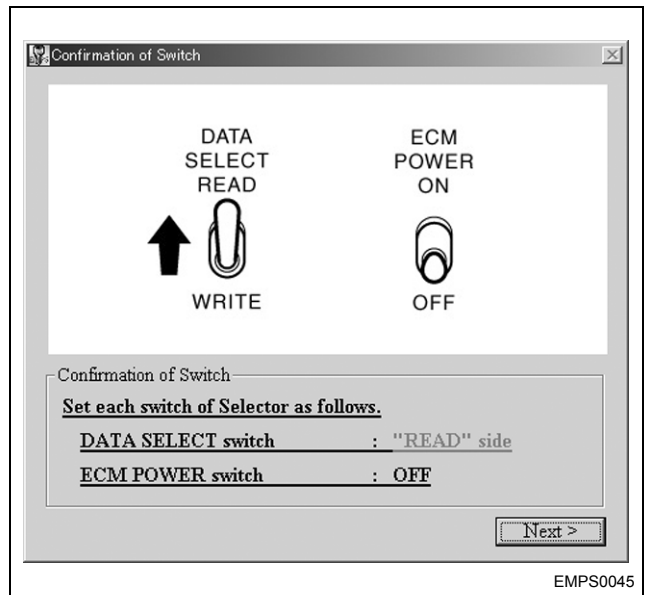 Confirmation of Switch
DATA
SELECT
READ
WRITE
ECM
POWER
ON
OFF
Confirmation of Switch
Set each switch of Selector as follows.
DATA SELECT switch : "READ" side
ECM POWER switch : OFF
Next >
EMPS0045